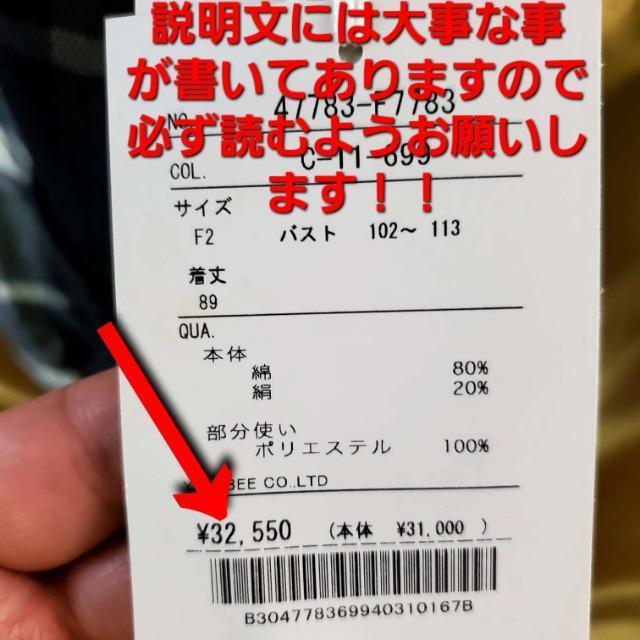 説明文には大事な事
が書いてありますので
必ず読むようお願いし
ます！！
NO. 47783-F7783
COL. C-11-699
サイズ
F2 バスト 102～ 113
着丈
89
QUA.
本体
綿 80%
絹 20%
部分使い
ポリエステル 100%
BEE CO.,LTD
¥32,550 (本体 ¥31,000 )
B304778369940310167B